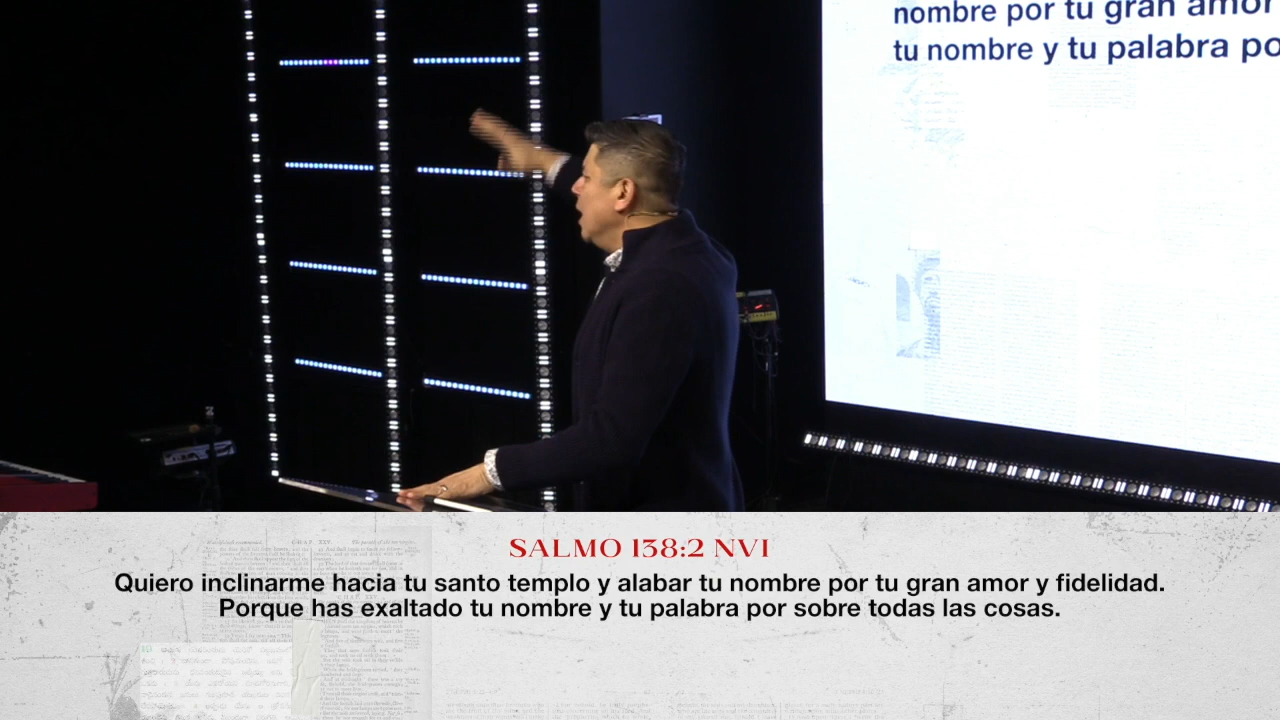 nombre por tu gran amor
tu nombre y tu palabra po
SALMO 138:2 NVI
Quiero inclinarme hacia tu santo templo y alabar tu nombre por tu gran amor y fidelidad.
Porque has exaltado tu nombre y tu palabra por sobre todas las cosas.